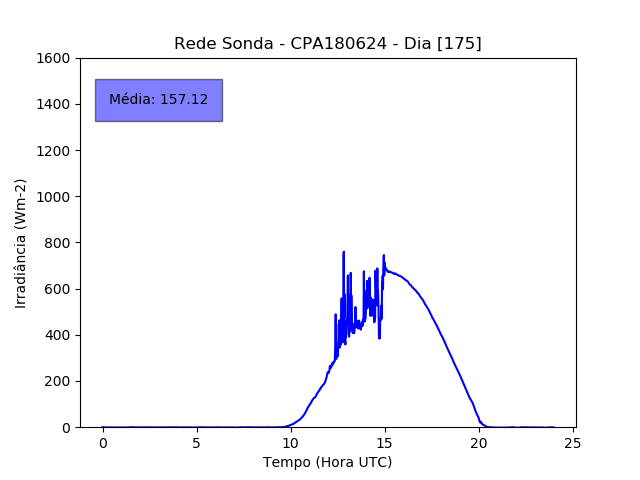 Rede Sonda - CPA180624 - Dia [175]
1600
1400
1200
1000
800
600
400
200
0
Média: 157.12
Irradiância (Wm-2)
0 5 10 15 20 25
Tempo (Hora UTC)